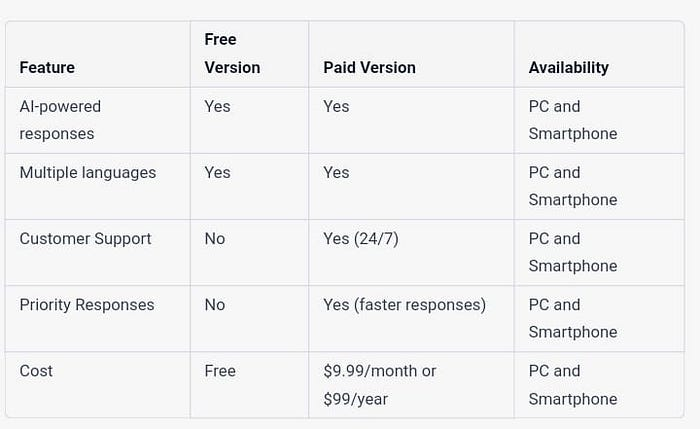 Feature Free Version Paid Version Availability
AI-powered responses Yes Yes PC and Smartphone
Multiple languages Yes Yes PC and Smartphone
Customer Support No Yes (24/7) PC and Smartphone
Priority Responses No Yes (faster responses) PC and Smartphone
Cost Free $9.99/month or $99/year PC and Smartphone